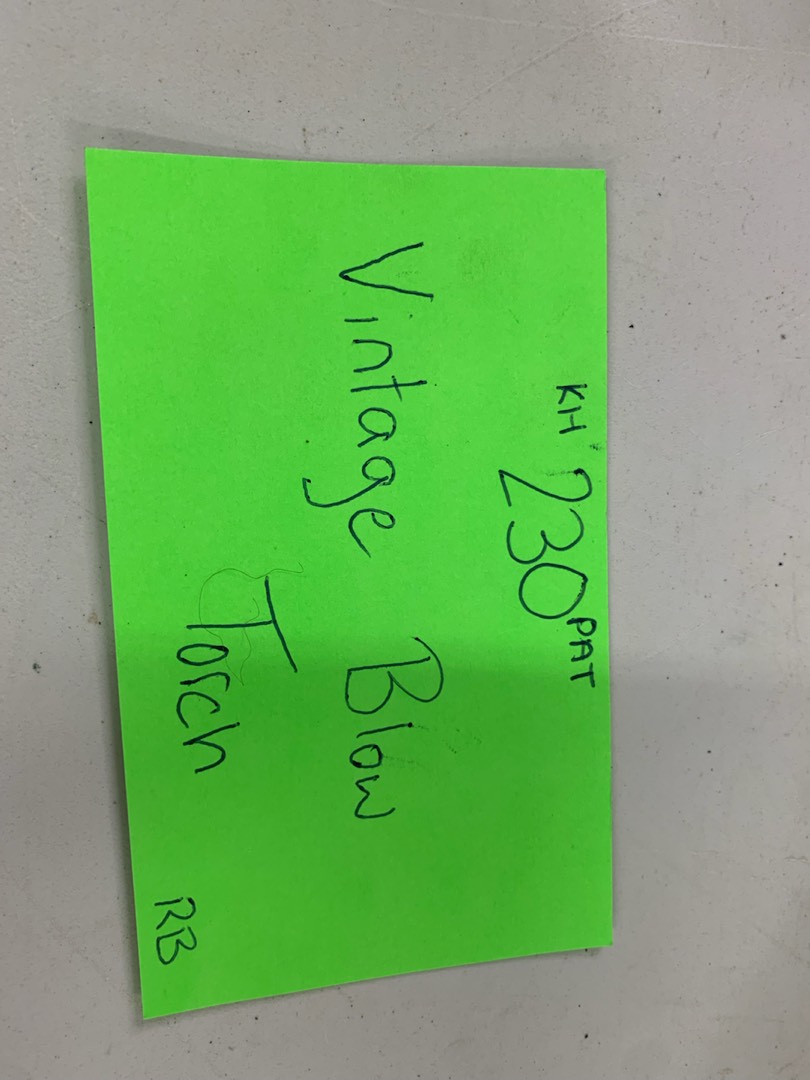 KH 230 PAT
Vintage Blow
Torch
RB